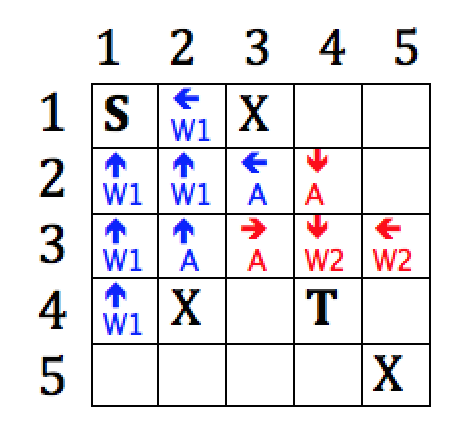 1 2 3 4 5
1 S ← W1 X
2 ↑ W1 ↑ W1 ← A ↓ A
3 ↑ W1 ↑ A → A ↓ W2 ← W2
4 ↑ W1 X T
5 X